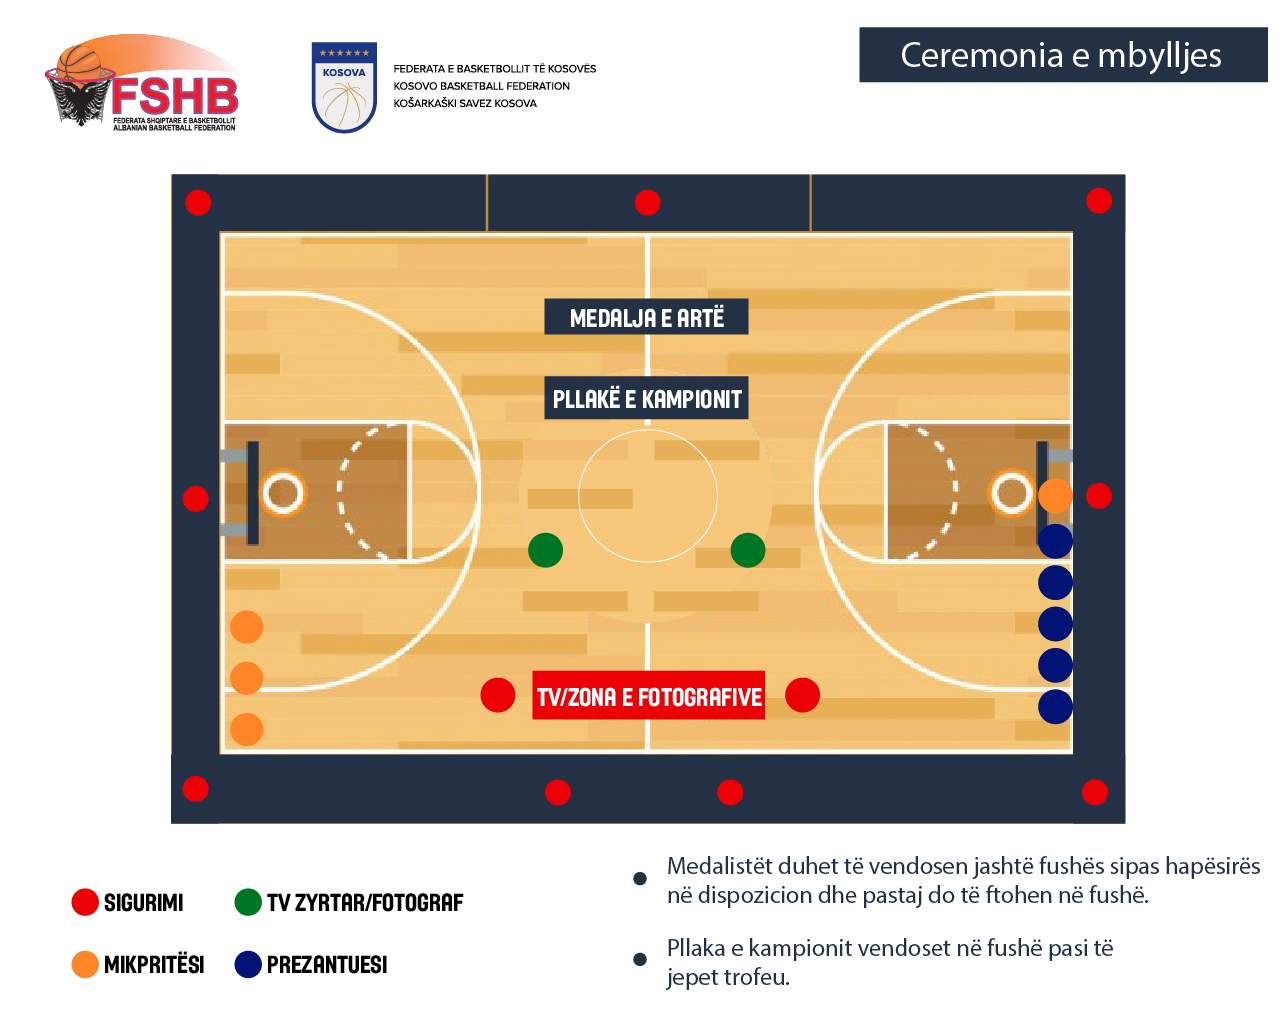 FSHB
FEDERATA SHQIPTARE E BASKETBOLLIT
ALBANIAN BASKETBALL FEDERATION
KOSOVA
FEDERATA E BASKETBOLLIT TË KOSOVËS
KOSOVO BASKETBALL FEDERATION
KOŠARKAŠKI SAVEZ KOSOVA
Ceremonia e mbylljes
MEDALJA E ARTË
PLLAKË E KAMPIONIT
TV/ZONA E FOTOGRAFIVE
SIGURIMI
TV ZYRTAR/FOTOGRAF
MIKPRITËSI
PREZANTUESI
Medalistët duhet të vendosen jashtë fushës sipas hapësirës
në dispozicion dhe pastaj do të ftohen në fushë.
Pllaka e kampionit vendoset në fushë pasi të
jepet trofeu.